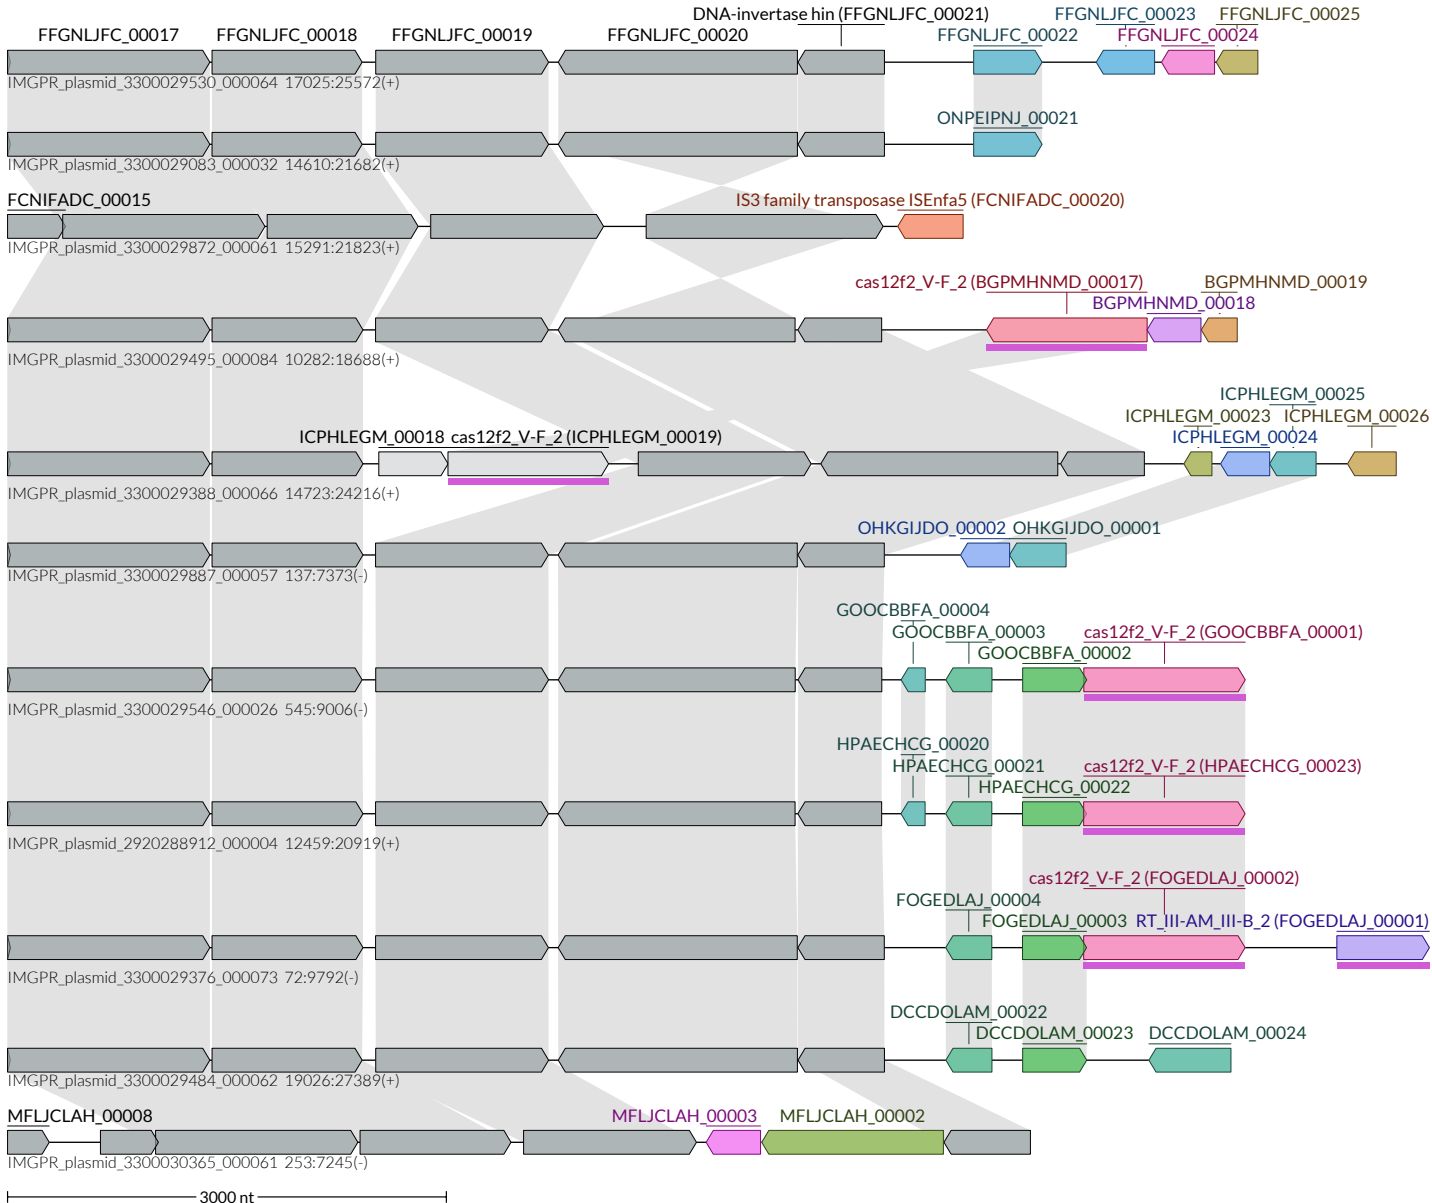 DNA-invertase hin (FFGNLJFC_00021)
FFGNLJFC_00023 FFGNLJFC_00025
FFGNLJFC_00017 FFGNLJFC_00018 FFGNLJFC_00019 FFGNLJFC_00020 FFGNLJFC_00022 FFGNLJFC_00024
IMGPR_plasmid_3300029530_000064 17025:25572(+)
ONPEIPNJ_00021
IMGPR_plasmid_3300029083_000032 14610:21682(+)
FCNIFADC_00015 IS3 family transposase ISEnfa5 (FCNIFADC_00020)
IMGPR_plasmid_3300029872_000061 15291:21823(+)
cas12f2_V-F_2 (BGPMHNMD_00017) BGPMHNMD_00019
BGPMHNMD_00018
IMGPR_plasmid_3300029495_000084 10282:18688(+)
ICPHLEGM_00025
ICPHLEGM_00023 ICPHLEGM_00026
ICPHLEGM_00018 cas12f2_V-F_2 (ICPHLEGM_00019) ICPHLEGM_00024
IMGPR_plasmid_3300029388_000066 14723:24216(+)
OHKGIJDO_00002 OHKGIJDO_00001
IMGPR_plasmid_3300029887_000057 137:7373(-)
GOOCBBFA_00004
GOOCBBFA_00003 cas12f2_V-F_2 (GOOCBBFA_00001)
GOOCBBFA_00002
IMGPR_plasmid_3300029546_000026 545:9006(-)
HPAECHCG_00020
HPAECHCG_00021 cas12f2_V-F_2 (HPAECHCG_00023)
HPAECHCG_00022
IMGPR_plasmid_2920288912_000004 12459:20919(+)
cas12f2_V-F_2 (FOGEDLAJ_00002)
FOGEDLAJ_00004
FOGEDLAJ_00003 RT_III-AM_III-B_2 (FOGEDLAJ_00001)
IMGPR_plasmid_3300029376_000073 72:9792(-)
DCCDOLAM_00022
DCCDOLAM_00023 DCCDOLAM_00024
IMGPR_plasmid_3300029484_000062 19026:27389(+)
MFLJCLAH_00008 MFLJCLAH_00003 MFLJCLAH_00002
IMGPR_plasmid_3300030365_000061 253:7245(-)
3000 nt